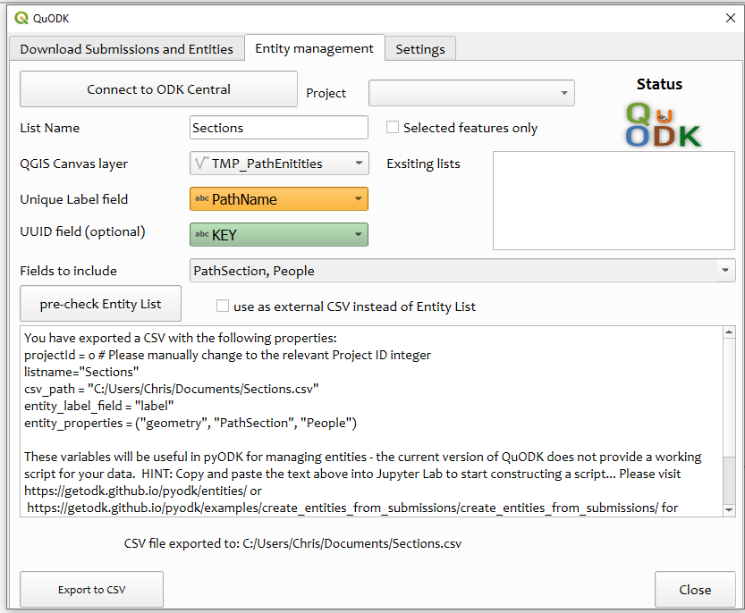 QuODK
Download Submissions and Entities
Entity management
Settings
Connect to ODK Central
Project
Status
QuODK
List Name
Sections
Selected features only
QGIS Canvas layer
TMP_PathEnitities
Exsiting lists
Unique Label field
abc PathName
UUID field (optional)
abc KEY
Fields to include
PathSection, People
pre-check Entity List
use as external CSV instead of Entity List
You have exported a CSV with the following properties:
projectId = 0 # Please manually change to the relevant Project ID integer
listname="Sections"
csv_path = "C:/Users/Chris/Documents/Sections.csv"
entity_label_field = "label"
entity_properties = ("geometry", "PathSection", "People")
These variables will be useful in pyODK for managing entities - the current version of QuODK does not provide a working
script for your data.  HINT: Copy and paste the text above into Jupyter Lab to start constructing a script... Please visit
https://getodk.github.io/pyodk/entities/ or
https://getodk.github.io/pyodk/examples/create_entities_from_submissions/create_entities_from_submissions/ for
CSV file exported to: C:/Users/Chris/Documents/Sections.csv
Export to CSV
Close